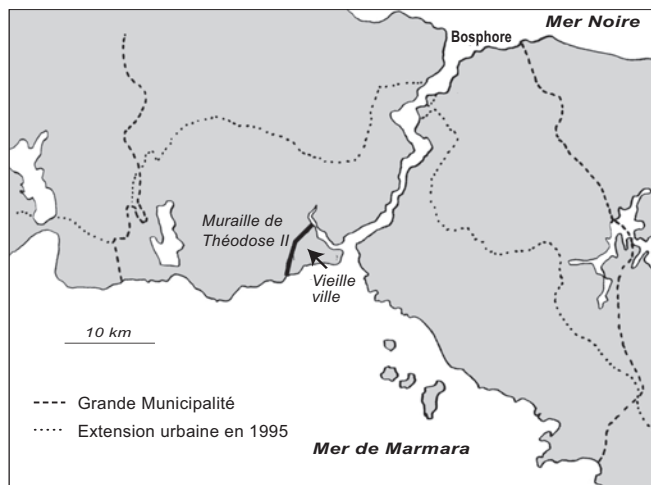 Mer Noire
Bosphore
Muraille de
Théodose II
Vieille
ville
10 km
Grande Municipalité
Extension urbaine en 1995
Mer de Marmara